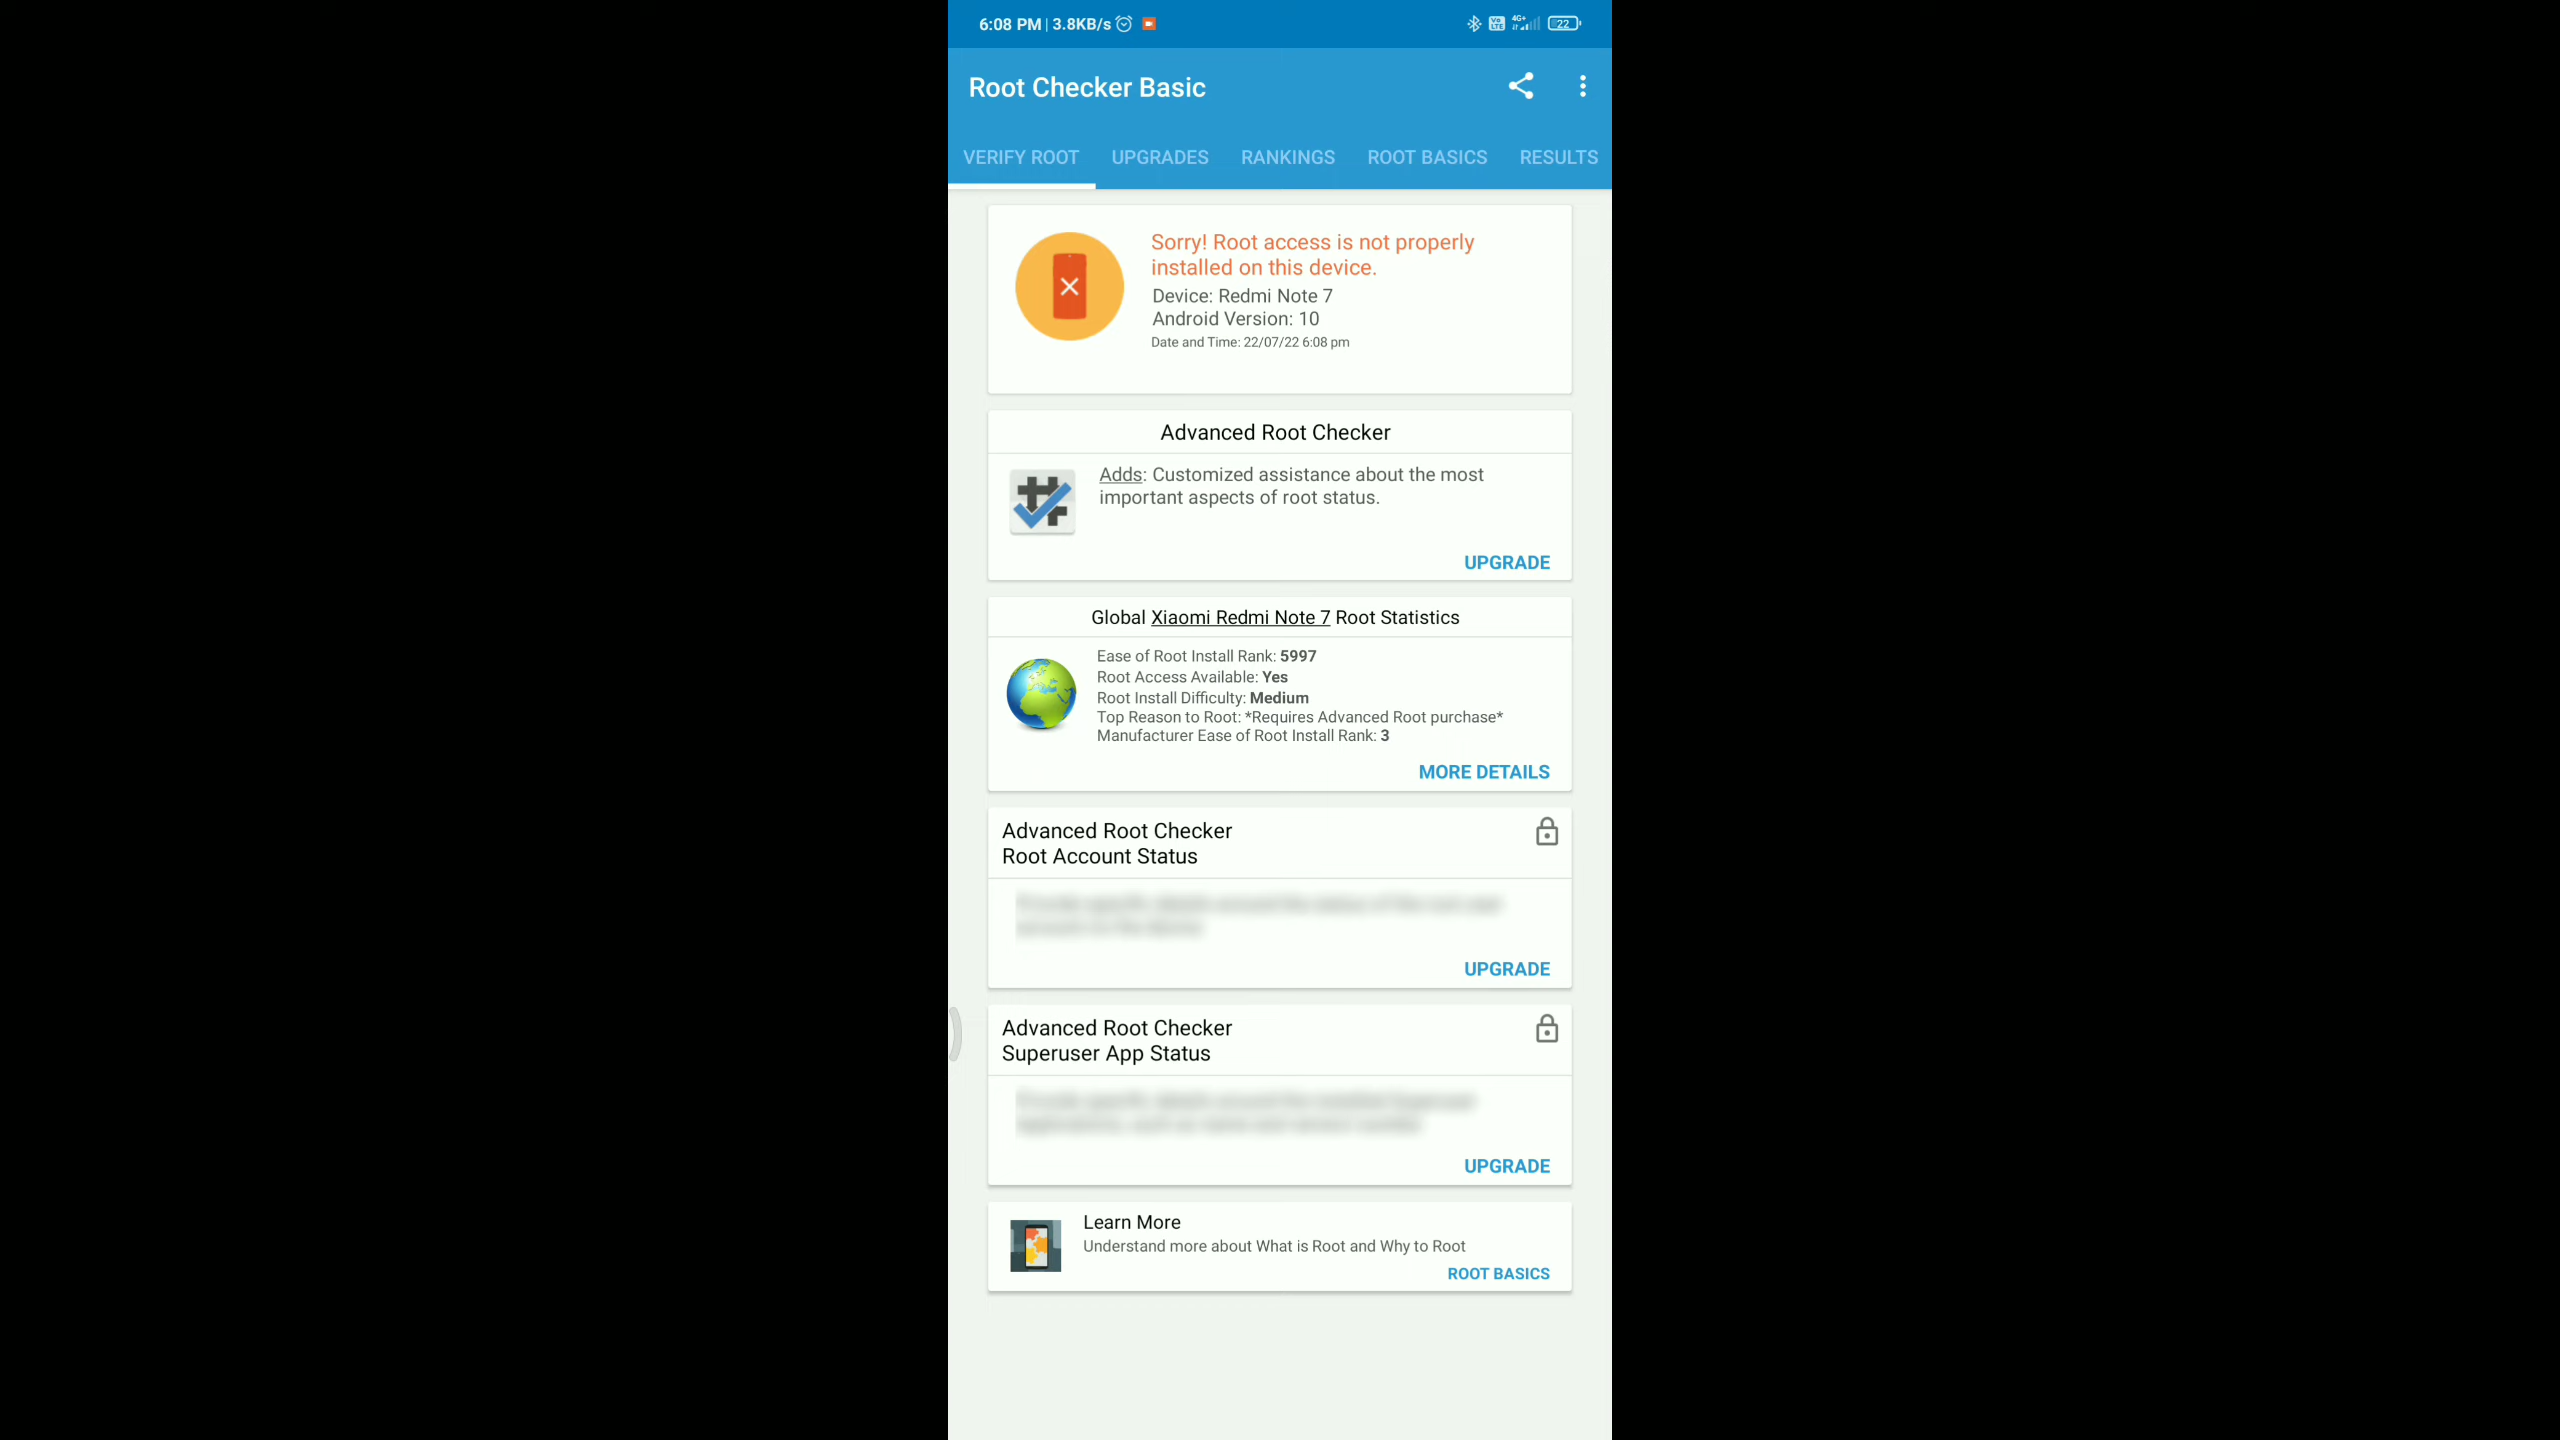 6:08 PM | 3.8KB/s
Vo LTE 4G+ 22
Root Checker Basic
VERIFY ROOT UPGRADES RANKINGS ROOT BASICS RESULTS
Sorry! Root access is not properly
installed on this device.
Device: Redmi Note 7
Android Version: 10
Date and Time: 22/07/22 6:08 pm
Advanced Root Checker
Adds: Customized assistance about the most
important aspects of root status.
UPGRADE
Global Xiaomi Redmi Note 7 Root Statistics
Ease of Root Install Rank: 5997
Root Access Available: Yes
Root Install Difficulty: Medium
Top Reason to Root: *Requires Advanced Root purchase*
Manufacturer Ease of Root Install Rank: 3
MORE DETAILS
Advanced Root Checker
Root Account Status
UPGRADE
Advanced Root Checker
Superuser App Status
UPGRADE
Learn More
Understand more about What is Root and Why to Root
ROOT BASICS